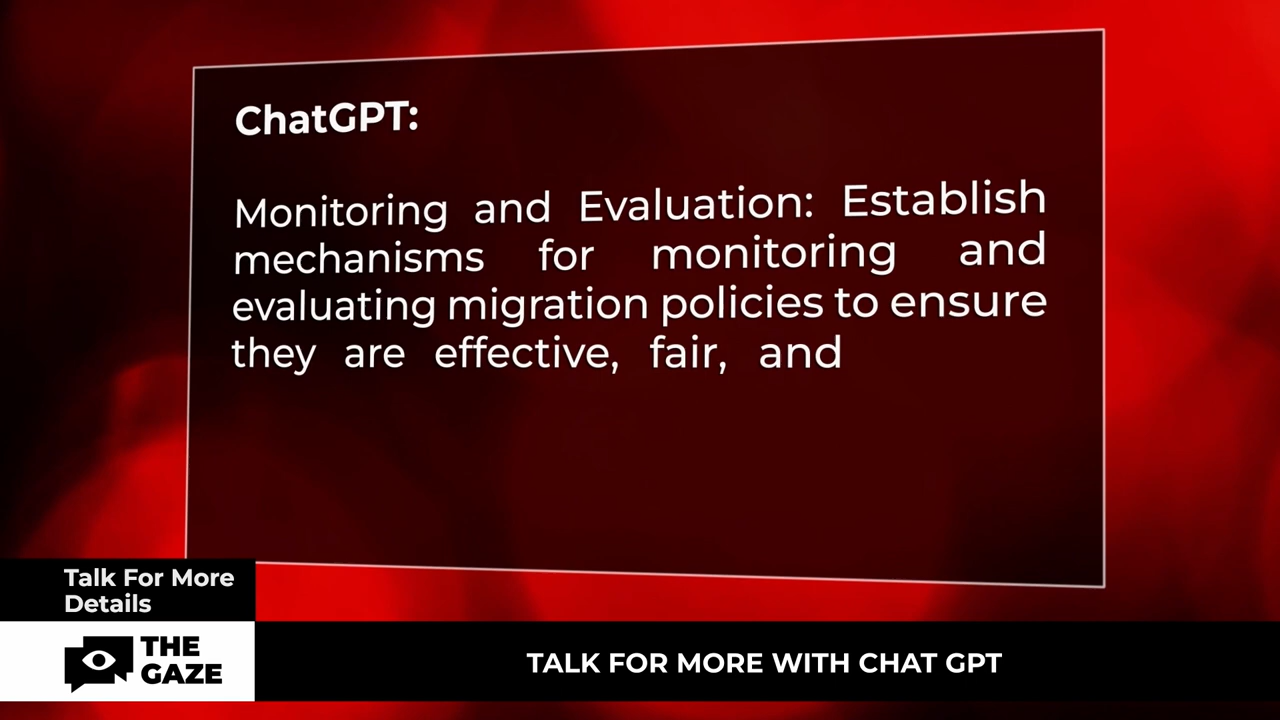 ChatGPT:
Monitoring and Evaluation: Establish
mechanisms for monitoring and
evaluating migration policies to ensure
they are effective, fair, and
Talk For More
Details
THE
GAZE
TALK FOR MORE WITH CHAT GPT